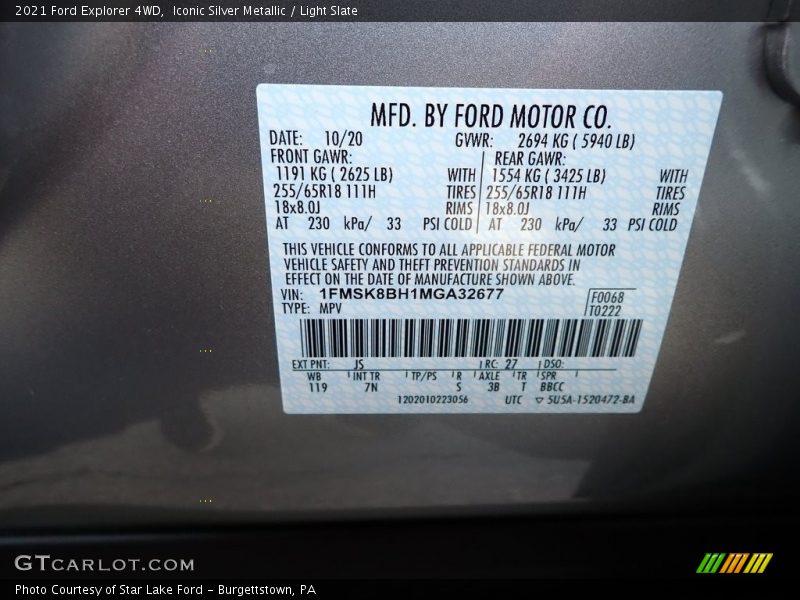 2021 Ford Explorer 4WD, Iconic Silver Metallic / Light Slate
MFD. BY FORD MOTOR CO.
DATE: 10/20 GVWR: 2694 KG ( 5940 LB)
FRONT GAWR: REAR GAWR:
1191 KG ( 2625 LB) WITH 1554 KG ( 3425 LB) WITH
255/65R18 111H TIRES 255/65R18 111H TIRES
18x8.0J RIMS 18x8.0J RIMS
AT 230 kPa/ 33 PSI COLD AT 230 kPa/ 33 PSI COLD
THIS VEHICLE CONFORMS TO ALL APPLICABLE FEDERAL MOTOR
VEHICLE SAFETY AND THEFT PREVENTION STANDARDS IN
EFFECT ON THE DATE OF MANUFACTURE SHOWN ABOVE.
VIN: 1FMSK8BH1MGA32677 F0068
TYPE: MPV T0222
EXT PNT: JS RC: 27 DSO:
WB INT TR TP/PS R AXLE TR SPR
119 7N S 3B T BBCC
1202010223056 UTC ▽ 5U5A-1520472-BA
GTCARLOT.COM
Photo Courtesy of Star Lake Ford - Burgettstown, PA